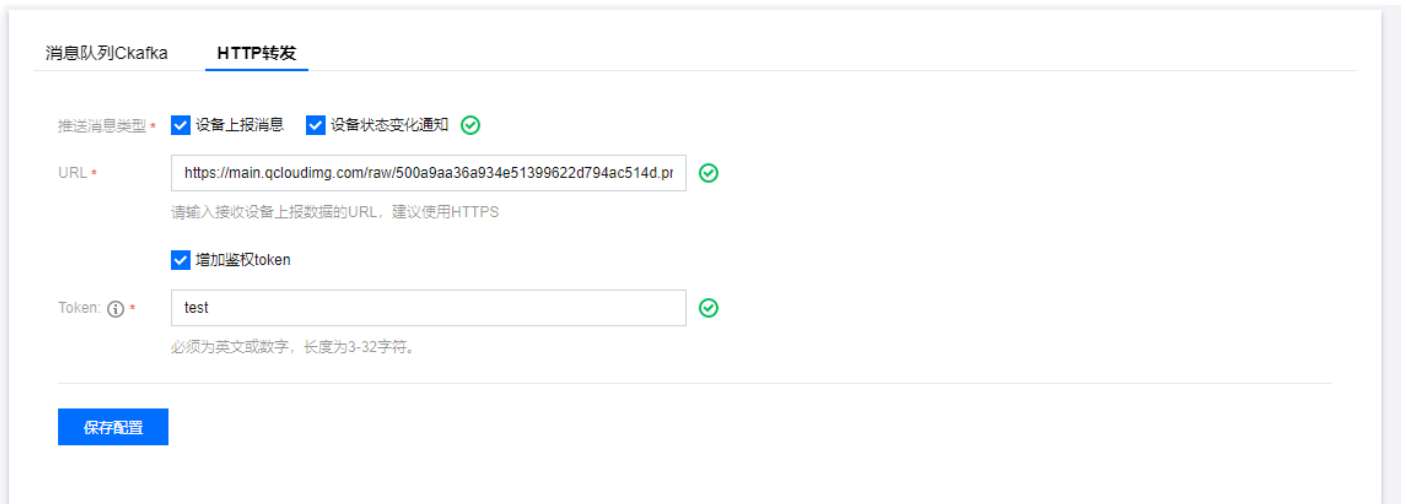 消息队列Ckafka HTTP转发
推送消息类型 * 设备上报消息 设备状态变化通知
URL * https://main.qcloudimg.com/raw/500a9aa36a934e51399622d794ac514d.pr
请输入接收设备上报数据的URL，建议使用HTTPS
增加鉴权token
Token: * test
必须为英文或数字，长度为3-32字符。
保存配置